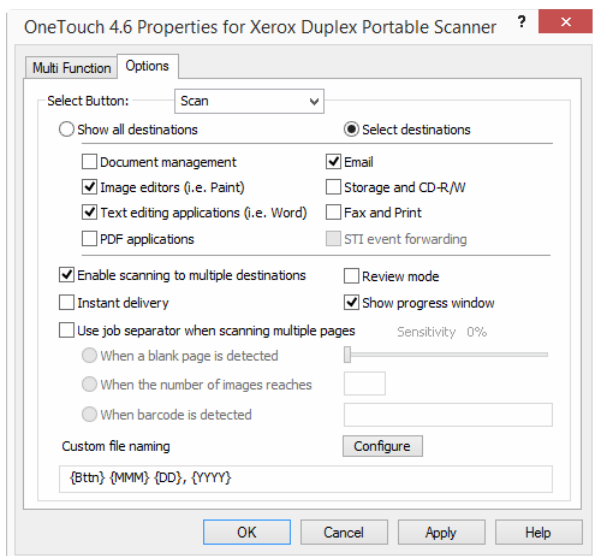 OneTouch 4.6 Properties for Xerox Duplex Portable Scanner ? ×
Multi Function Options
Select Button: Scan
Show all destinations Select destinations
Document management Email
Image editors (i.e. Paint) Storage and CD-R/W
Text editing applications (i.e. Word) Fax and Print
PDF applications STI event forwarding
Enable scanning to multiple destinations Review mode
Instant delivery Show progress window
Use job separator when scanning multiple pages Sensitivity 0%
When a blank page is detected
When the number of images reaches
When barcode is detected
Custom file naming Configure
{Bttn} {MMM} {DD}, {YYYY}
OK Cancel Apply Help